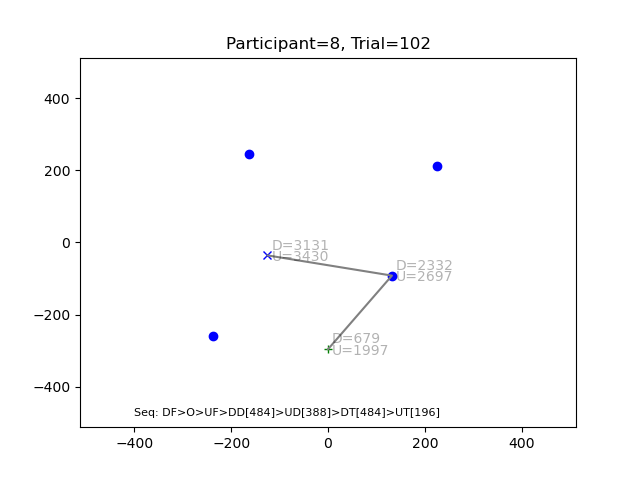 Participant=8, Trial=102
400
200
0
−200
−400
D=3131
U=3430
D=2332
U=2697
D=679
U=1997
Seq: DF>O>UF>DD[484]>UD[388]>DT[484]>UT[196]
−400
−200
0
200
400